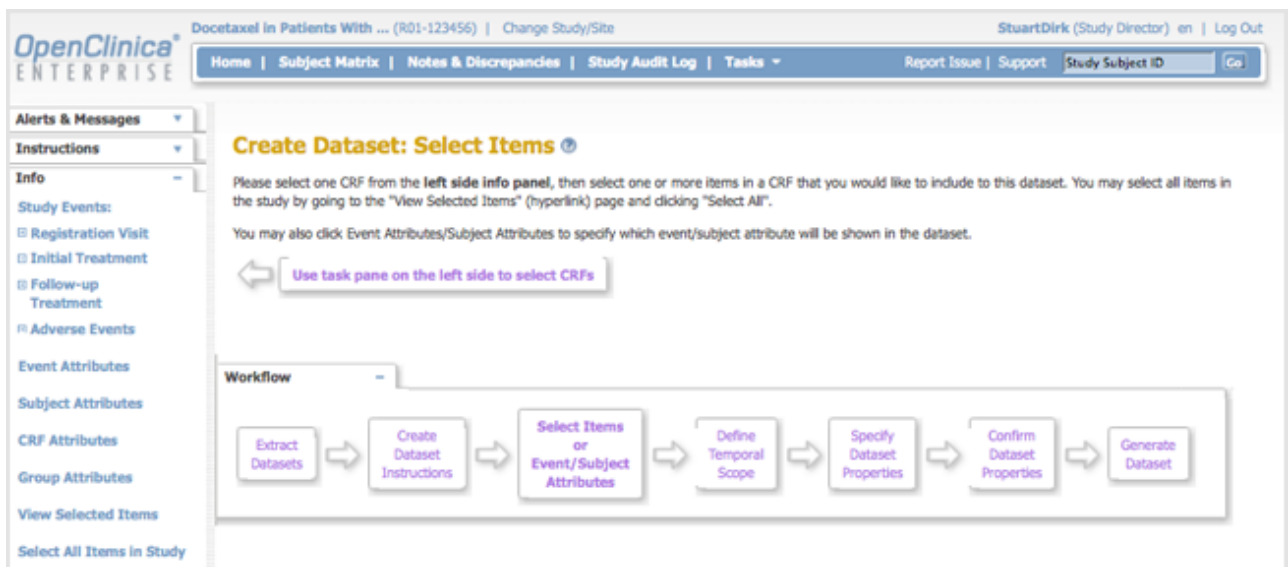 Docetaxel in Patients With ... (R01-123456) | Change Study/Site
StuartDirk (Study Director) en | Log Out
OpenClinica®
ENTERPRISE
Home | Subject Matrix | Notes & Discrepancies | Study Audit Log | Tasks
Report Issue | Support Study Subject ID Go
Alerts & Messages
Instructions
Info
Study Events:
Registration Visit
Initial Treatment
Follow-up
Treatment
Adverse Events
Event Attributes
Subject Attributes
CRF Attributes
Group Attributes
View Selected Items
Select All Items in Study
Create Dataset: Select Items
Please select one CRF from the left side info panel, then select one or more items in a CRF that you would like to include to this dataset. You may select all items in
the study by going to the "View Selected Items" (hyperlink) page and clicking "Select All".
You may also click Event Attributes/Subject Attributes to specify which event/subject attribute will be shown in the dataset.
Use task pane on the left side to select CRFs
Workflow
Extract
Datasets
Create
Dataset
Instructions
Select Items
or
Event/Subject
Attributes
Define
Temporal
Scope
Specify
Dataset
Properties
Confirm
Dataset
Properties
Generate
Dataset